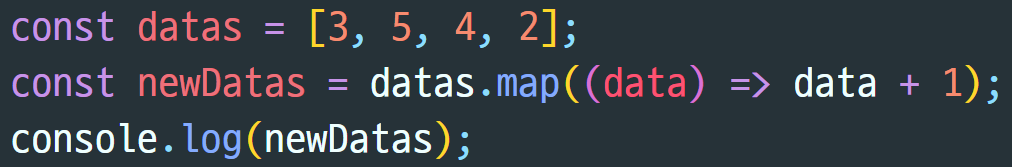 const datas = [3, 5, 4, 2];
const newDatas = datas.map((data) => data + 1);
console.log(newDatas);